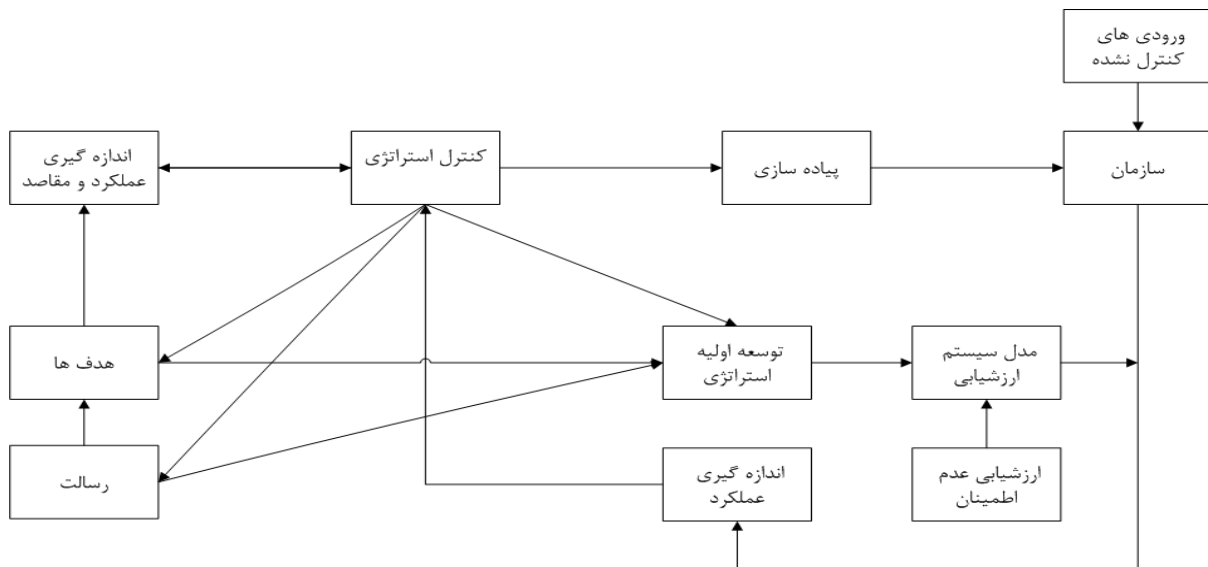 ورودی های
کنترل نشده
سازمان
پیاده سازی
کنترل استراتژی
اندازه گیری
عملکرد و مقاصد
مدل سیستم
ارزشیابی
توسعه اولیه
استراتژی
هدف ها
ارزشیابی عدم
اطمینان
اندازه گیری
عملکرد
رسالت